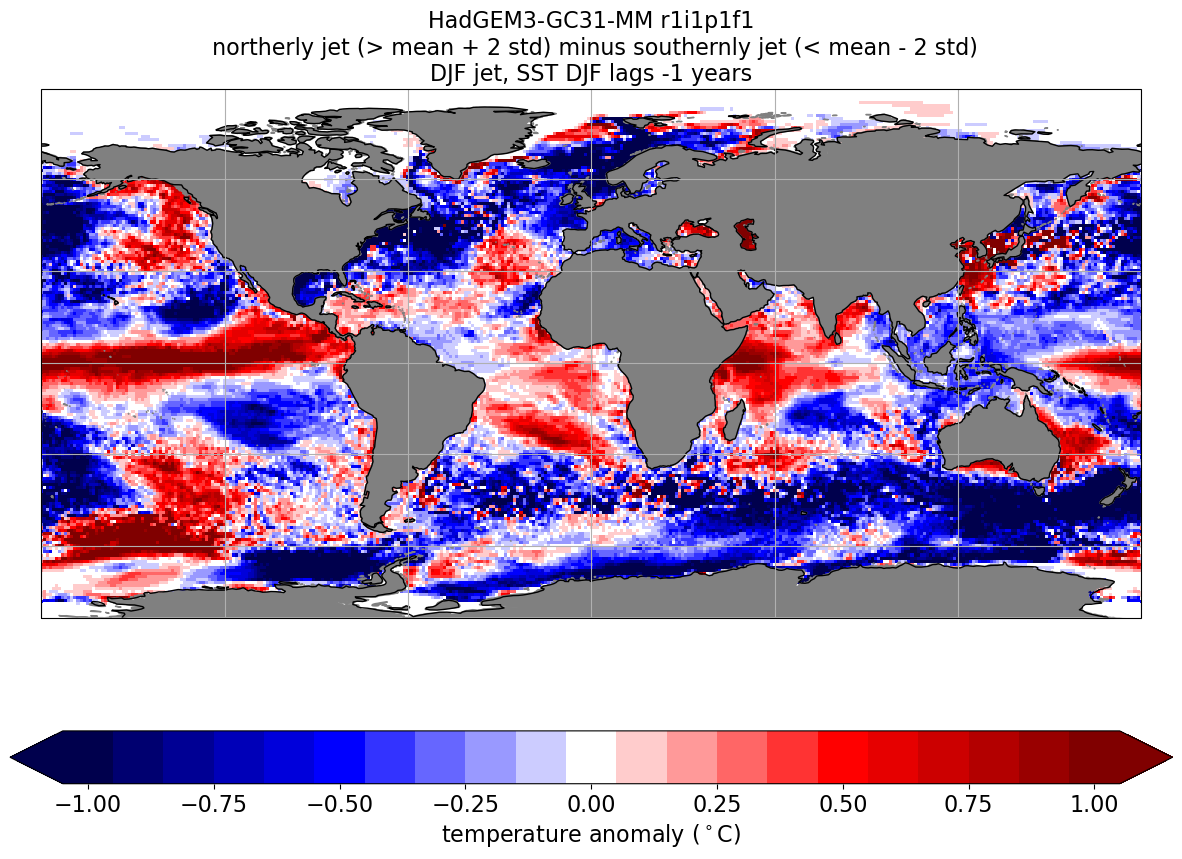 HadGEM3-GC31-MM r1i1p1f1
northerly jet (> mean + 2 std) minus southernly jet (< mean - 2 std)
DJF jet, SST DJF lags -1 years
−1.00 −0.75 −0.50 −0.25 0.00 0.25 0.50 0.75 1.00
temperature anomaly (°C)